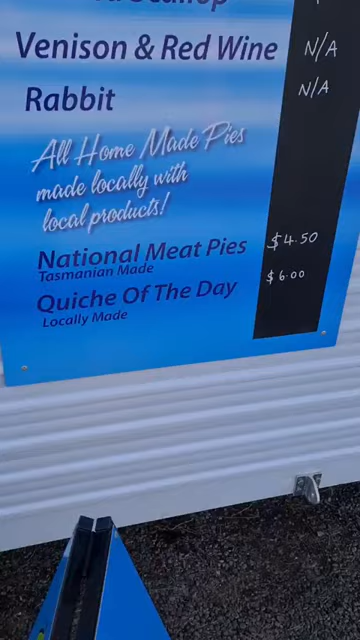 Venison & Red Wine N/A
Rabbit N/A
All Home Made Pies
made locally with
local products!
National Meat Pies $4.50
Tasmanian Made
Quiche Of The Day $6.00
Locally Made